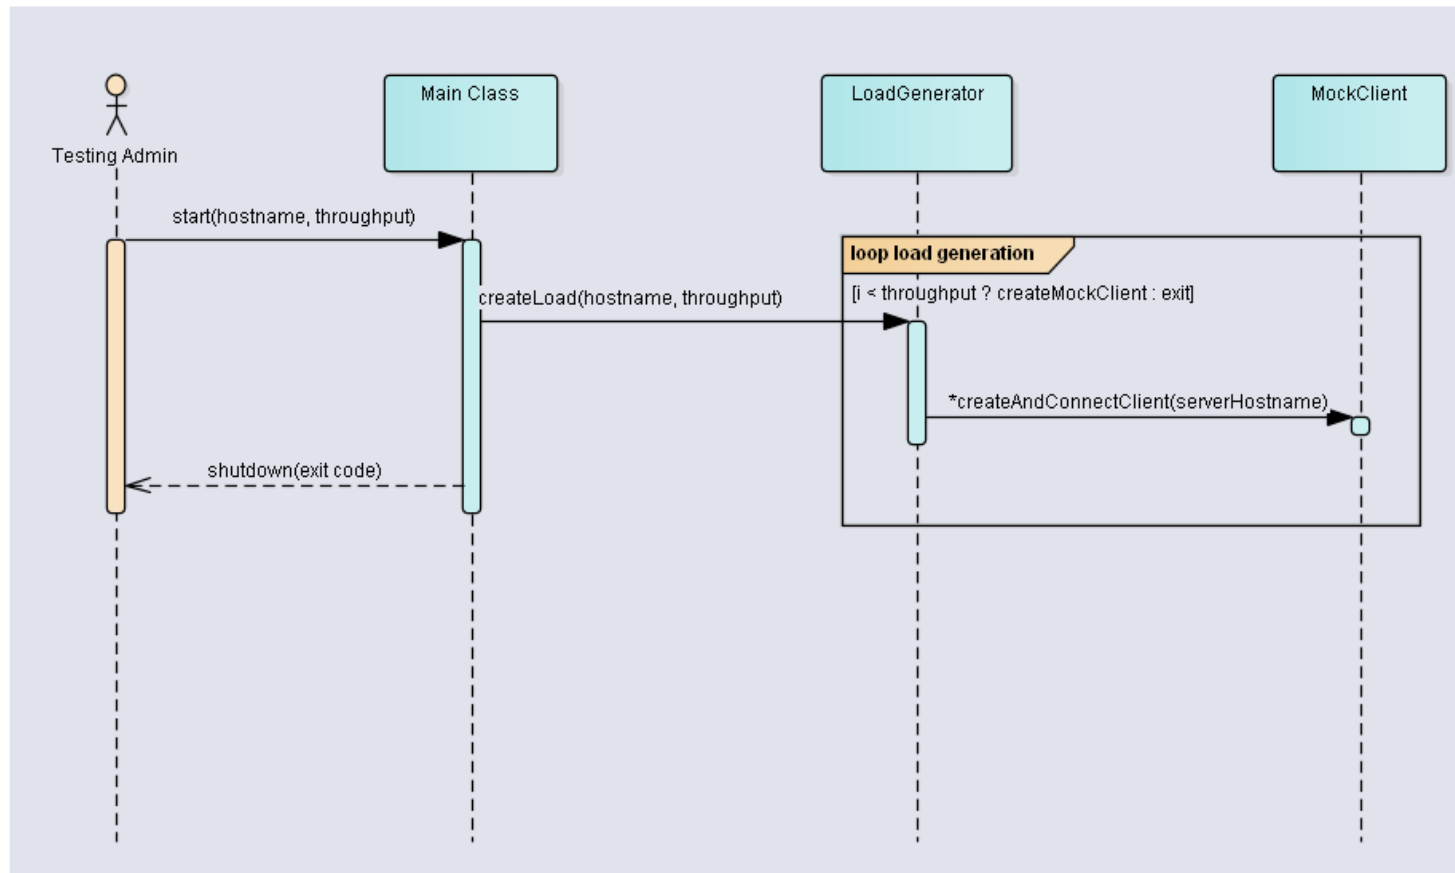 Main Class
LoadGenerator
MockClient
Testing Admin
start(hostname, throughput)
loop load generation
[i < throughput ? createMockClient : exit]
createLoad(hostname, throughput)
*createAndConnectClient(serverHostname)
shutdown(exit code)